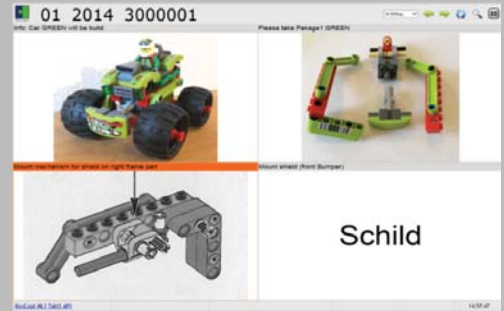 01 2014 3000001
Info: Car GREEN will be build
Please take Pakage1 GREEN
Mount mechanism for shield on right frame part
Mount shield (front Bumper)
Schild